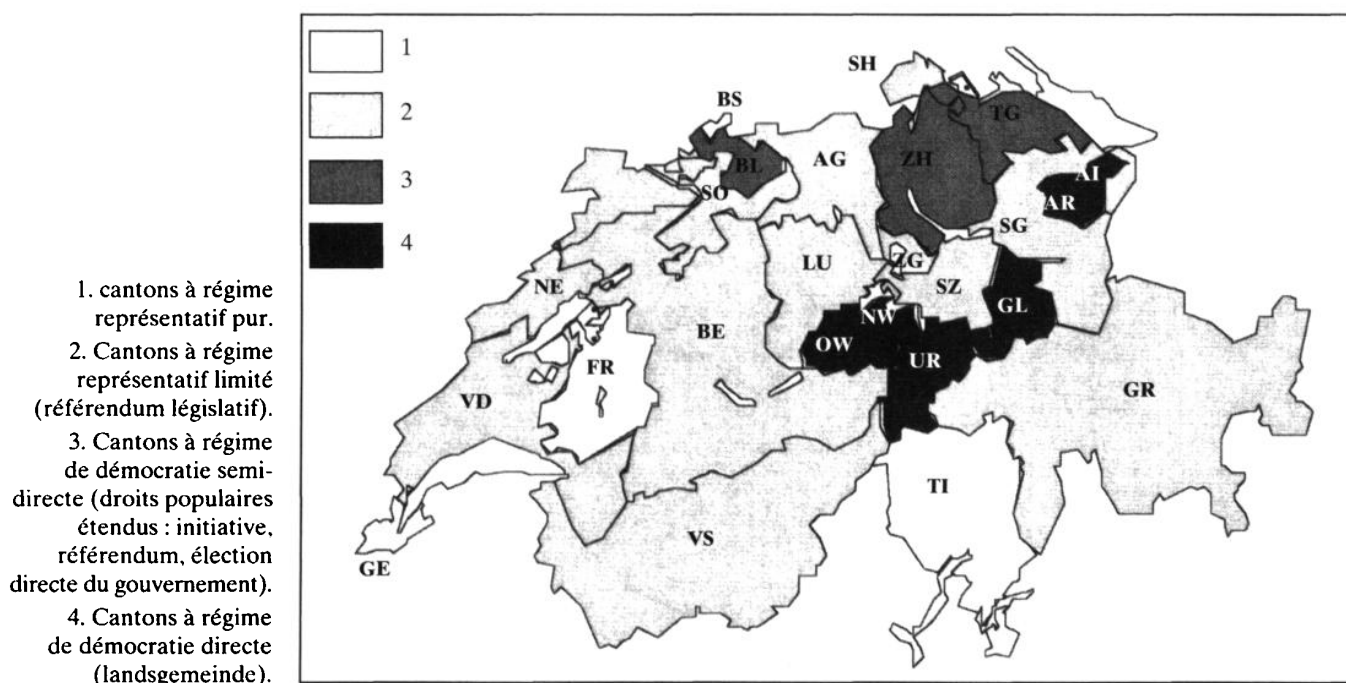 1
2
3
4
SH
BS
TG
BL
AG
ZH
AI
SO
AR
SG
LU
ZG
NE
SZ
NW
GL
BE
OW
UR
FR
GR
VD
TI
VS
GE
1. cantons à régime
représentatif pur.
2. Cantons à régime
représentatif limité
(référendum législatif).
3. Cantons à régime
de démocratie semi-
directe (droits populaires
étendus : initiative,
référendum, élection
directe du gouvernement).
4. Cantons à régime
de démocratie directe
(landsgemeinde).